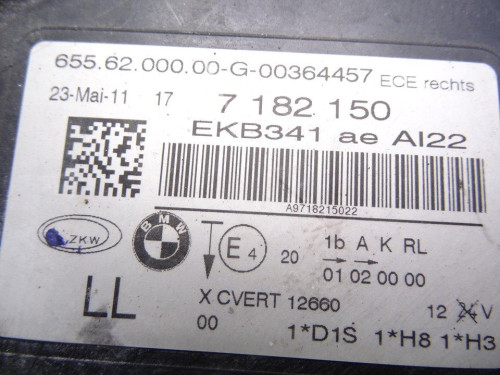 655.62.000.00-G-00364457 ECE rechts
23-Mai-11 17 7 182 150
EKB341 ae AI22
A9718215022
ZKW BMW E4 20 1b A K RL
01 02 00 00
LL X CVERT 12660 12 24 V
00 1*D1S 1*H8 1*H3